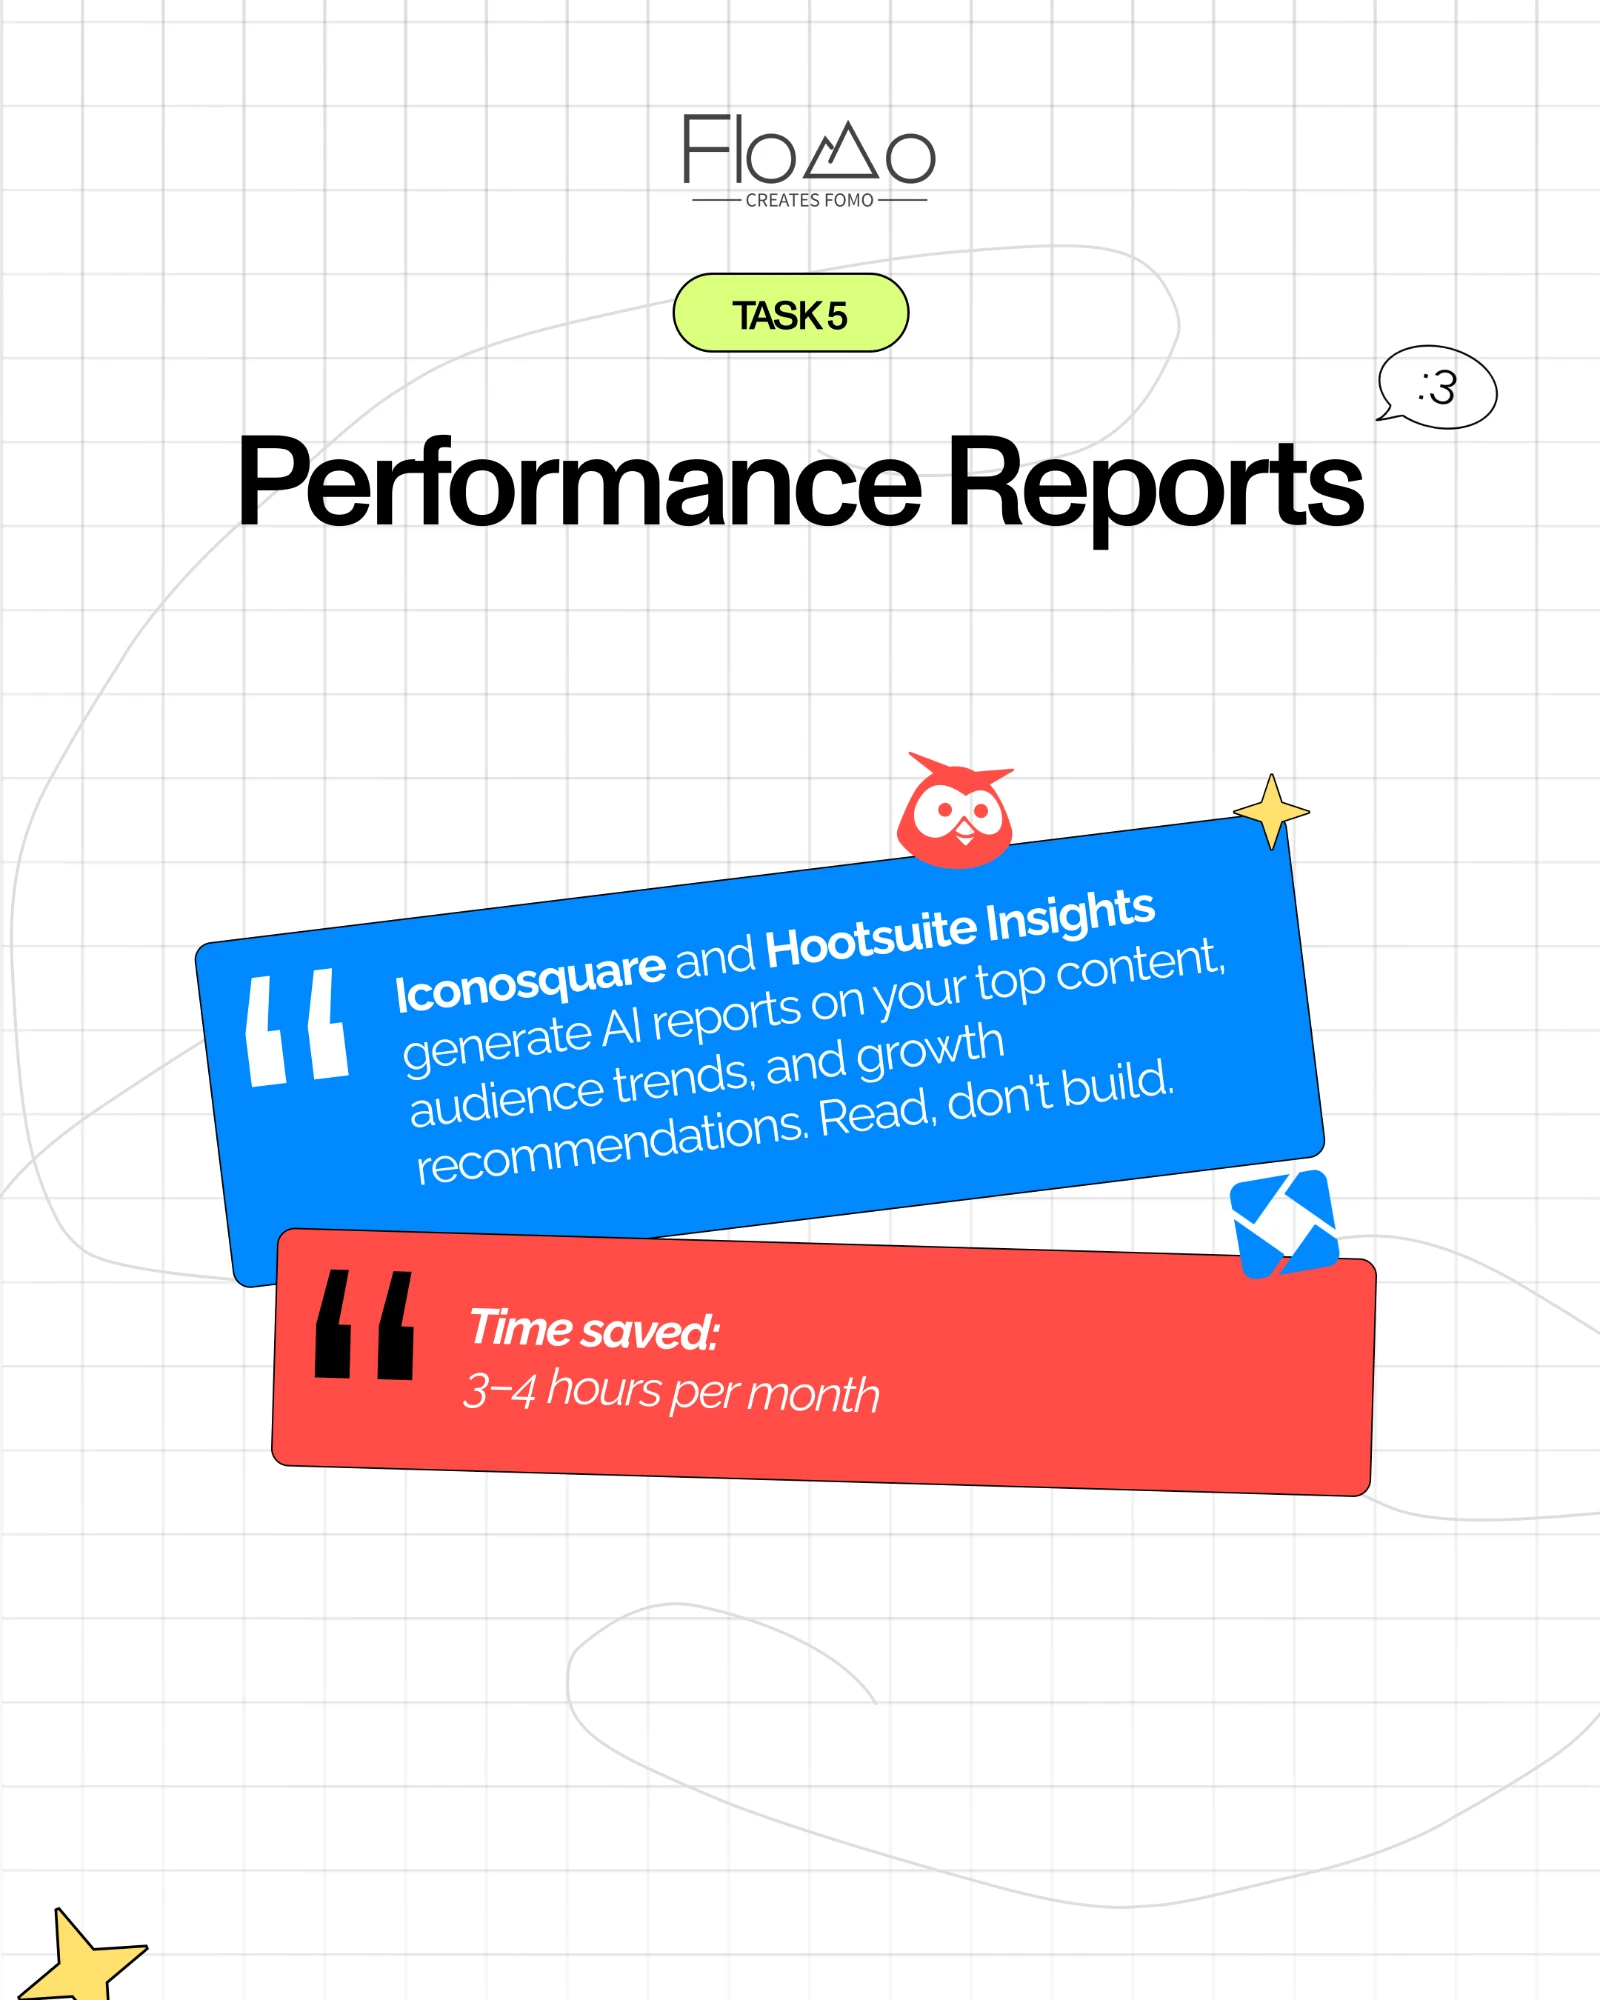 FloMo
CREATES FOMO
TASK 5
:3
Performance Reports
Iconosquare and Hootsuite Insights
generate AI reports on your top content,
audience trends, and growth
recommendations. Read, don't build.
Time saved:
3–4 hours per month